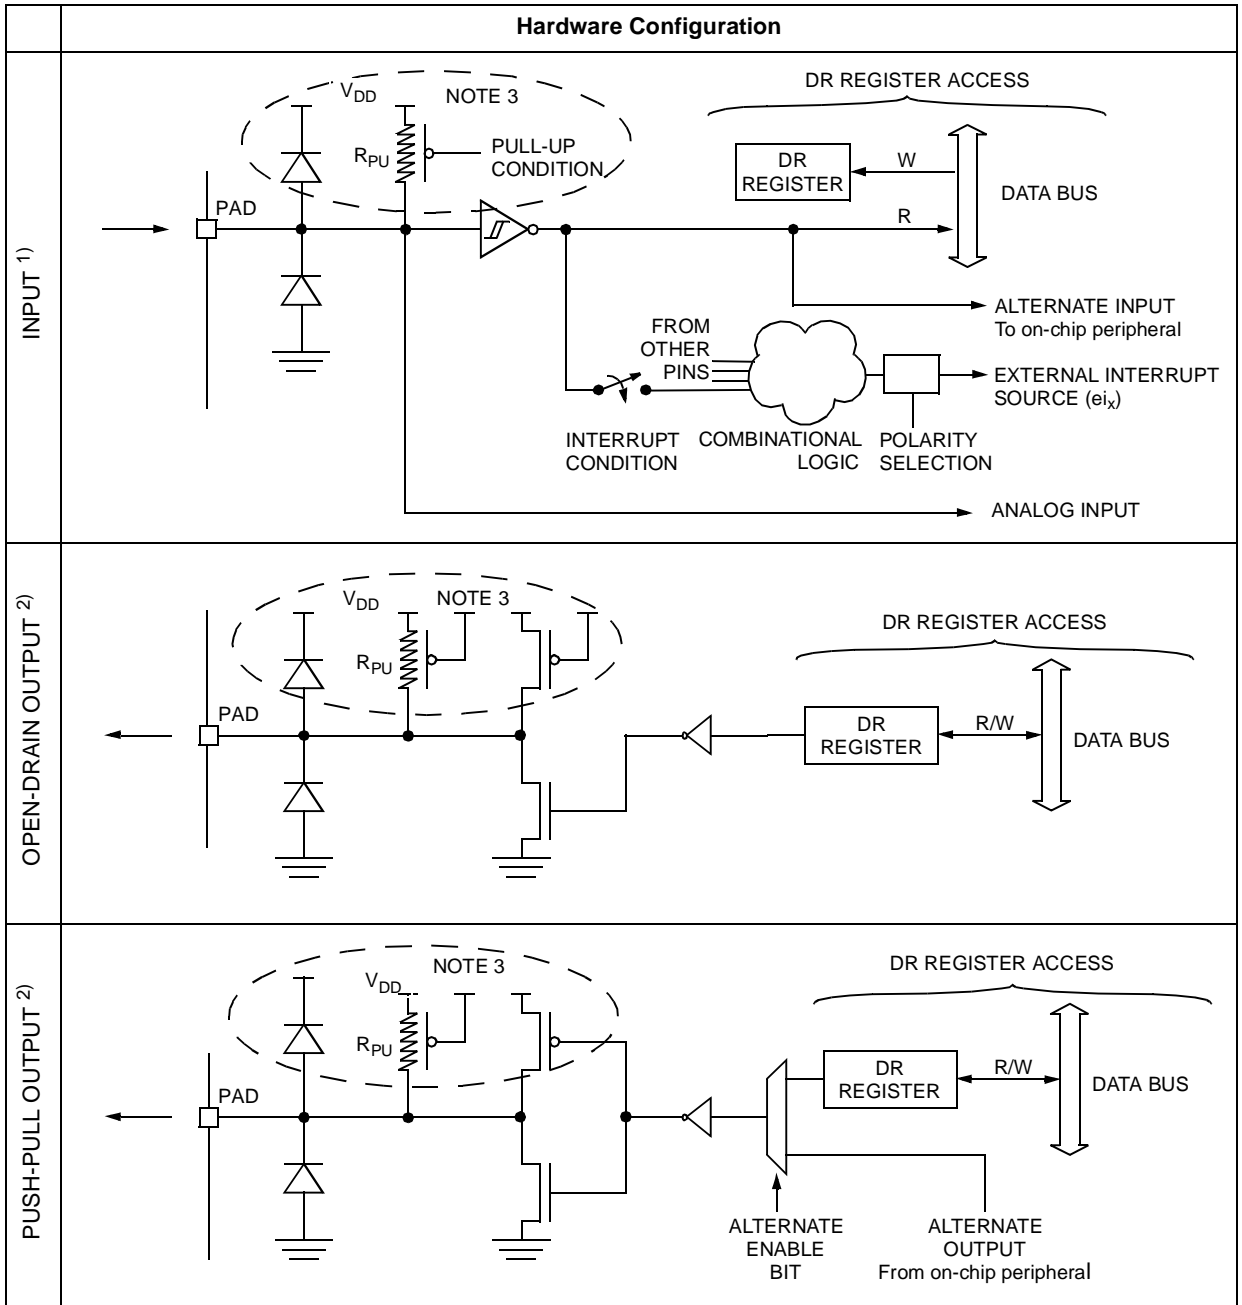 Hardware Configuration
INPUT 1)
VDD
NOTE 3
RPU
PULL-UP
CONDITION
PAD
DR REGISTER ACCESS
DR
REGISTER
W
R
DATA BUS
ALTERNATE INPUT
To on-chip peripheral
FROM
OTHER
PINS
EXTERNAL INTERRUPT
SOURCE (eix)
INTERRUPT
CONDITION
COMBINATIONAL
LOGIC
POLARITY
SELECTION
ANALOG INPUT
OPEN-DRAIN OUTPUT 2)
VDD
NOTE 3
RPU
PAD
DR REGISTER ACCESS
DR
REGISTER
R/W
DATA BUS
PUSH-PULL OUTPUT 2)
NOTE 3
VDD
RPU
PAD
DR REGISTER ACCESS
DR
REGISTER
R/W
DATA BUS
ALTERNATE
ENABLE
BIT
ALTERNATE
OUTPUT
From on-chip peripheral